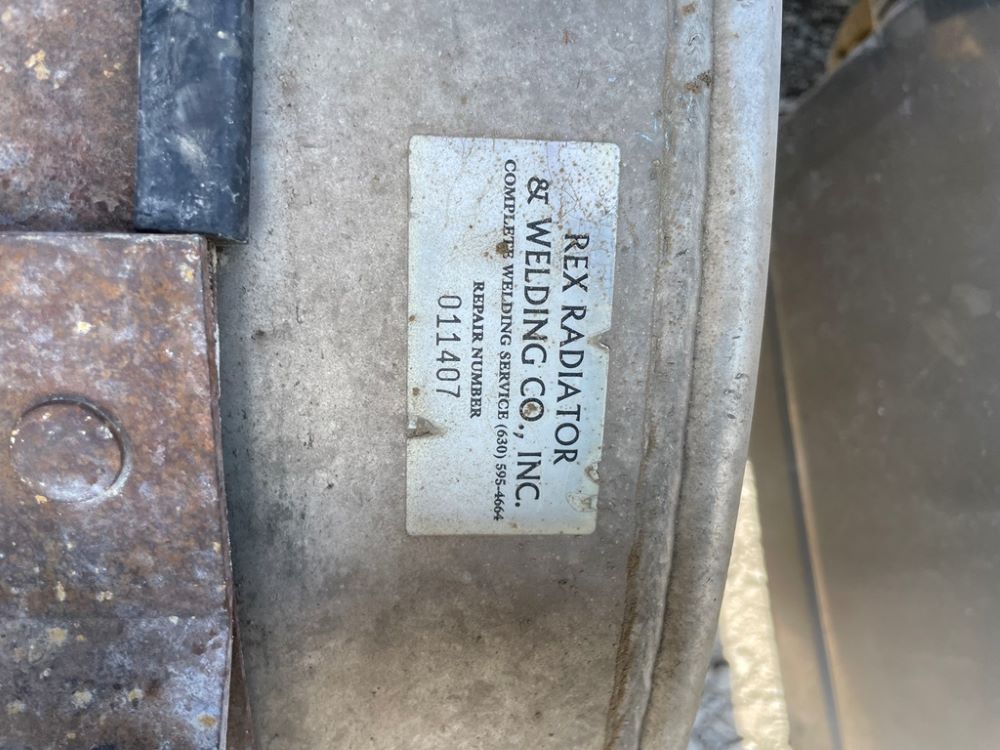 REX RADIATOR
& WELDING CO., INC.
COMPLETE WELDING SERVICE (630) 595-4664
REPAIR NUMBER
011407